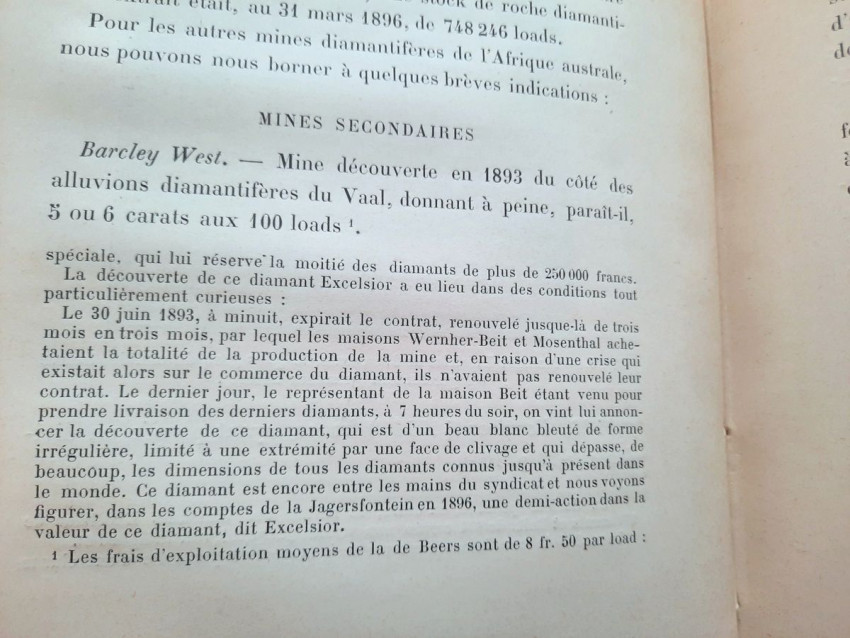 était, au 31 mars 1896, de 748 246 loads.
stock de roche diamanti-
Pour les autres mines diamantifères de l'Afrique australe,
nous pouvons nous borner à quelques brèves indications :
MINES SECONDAIRES
Barcley West. — Mine découverte en 1893 du côté des
alluvions diamantifères du Vaal, donnant à peine, paraît-il,
5 ou 6 carats aux 100 loads ¹.
spéciale, qui lui réserve la moitié des diamants de plus de 250 000 francs.
La découverte de ce diamant Excelsior a eu lieu dans des conditions tout
particulièrement curieuses :
Le 30 juin 1893, à minuit, expirait le contrat, renouvelé jusque-là de trois
mois en trois mois, par lequel les maisons Wernher-Beit et Mosenthal ache-
taient la totalité de la production de la mine et, en raison d'une crise qui
existait alors sur le commerce du diamant, ils n'avaient pas renouvelé leur
contrat. Le dernier jour, le représentant de la maison Beit étant venu pour
prendre livraison des derniers diamants, à 7 heures du soir, on vint lui annon-
cer la découverte de ce diamant, qui est d'un beau blanc bleuté de forme
irrégulière, limité à une extrémité par une face de clivage et qui dépasse, de
beaucoup, les dimensions de tous les diamants connus jusqu'à présent dans
le monde. Ce diamant est encore entre les mains du syndicat et nous voyons
figurer, dans les comptes de la Jagersfontein en 1896, une demi-action dans la
valeur de ce diamant, dit Excelsior.
¹ Les frais d'exploitation moyens de la de Beers sont de 8 fr. 50 par load :